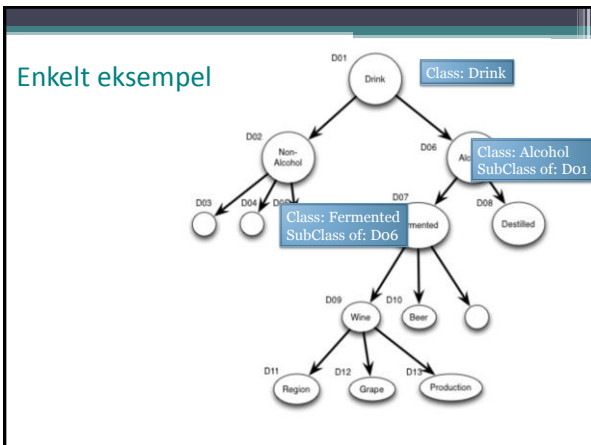 Enkelt eksempel
D01
Drink
Class: Drink
D02
Non-
Alcohol
D06
Class: Alcohol
SubClass of: D01
D03
D04
D07
D08
Class: Fermented
SubClass of: D06
Destilled
D09
Wine
D10
Beer
D11
Region
D12
Grape
D13
Production